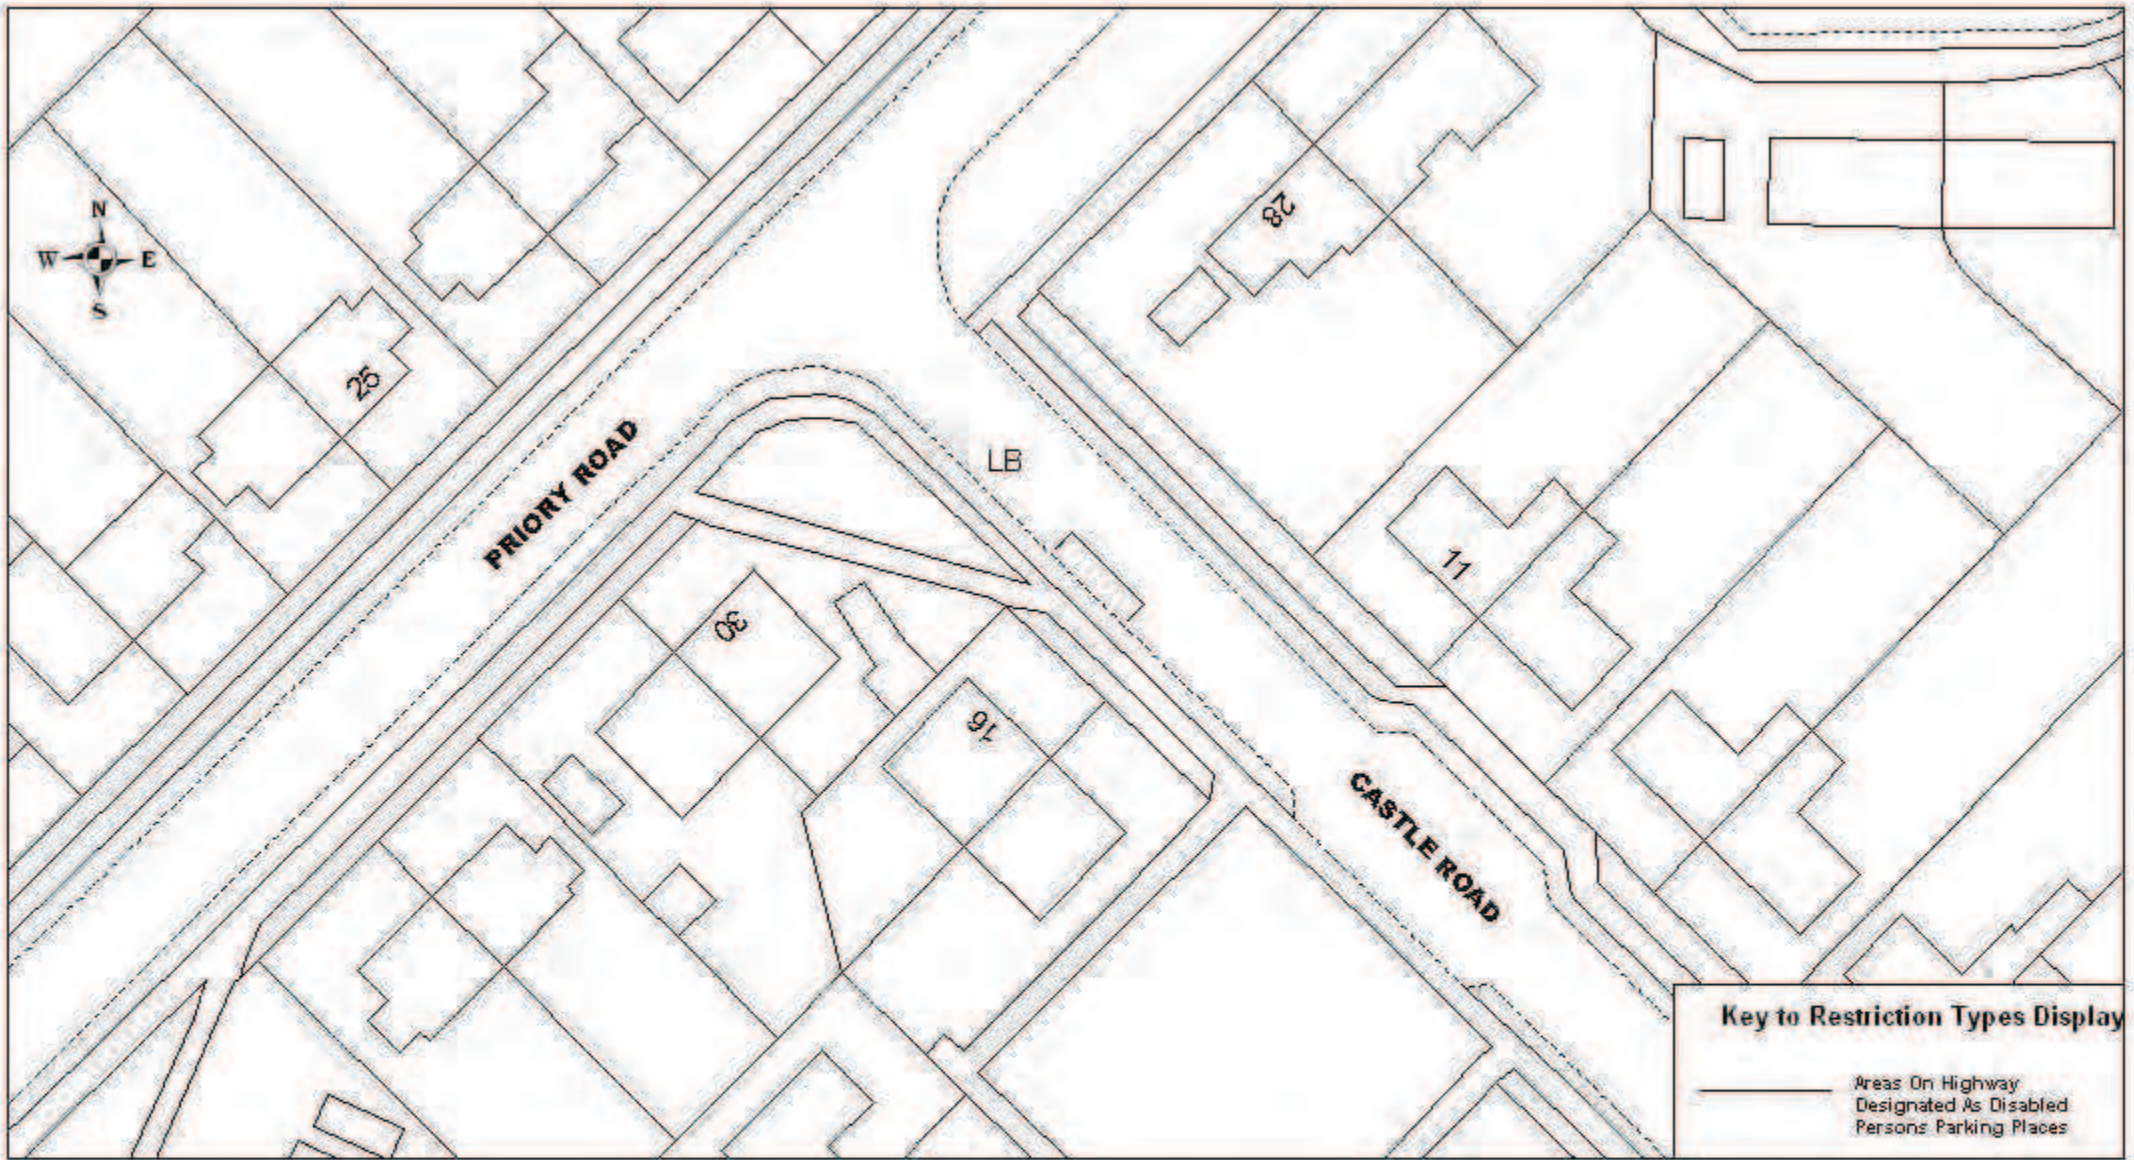 N
W E
S
28
25
PRIORY ROAD
LB
11
30
16
CASTLE ROAD
Key to Restriction Types Display
Areas On Highway
Designated As Disabled
Persons Parking Places